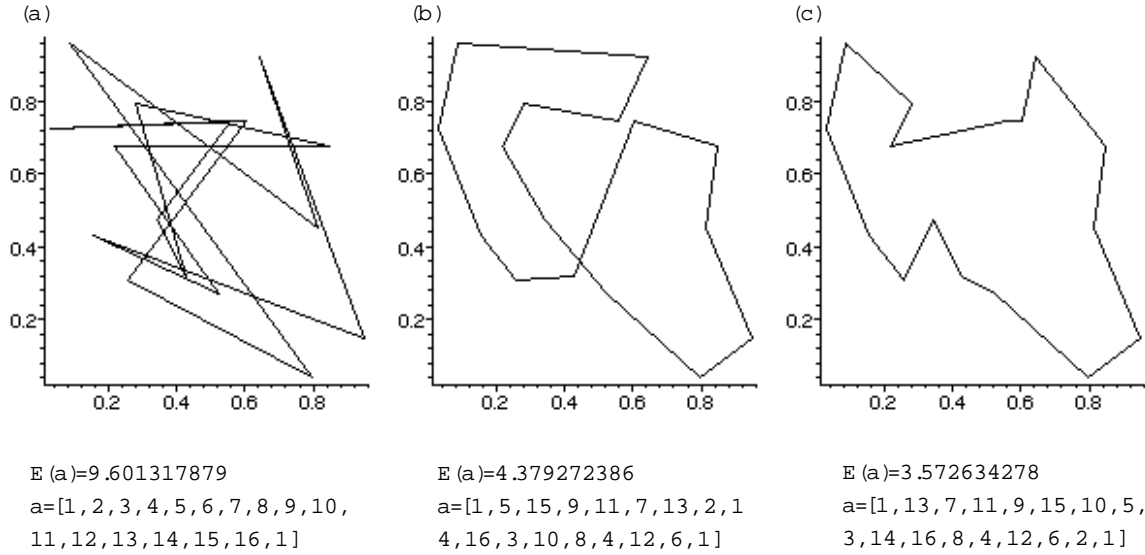 (a)
(b)
(c)
0.8
0.6
0.4
0.2
0.2 0.4 0.6 0.8
0.8
0.6
0.4
0.2
0.2 0.4 0.6 0.8
0.8
0.6
0.4
0.2
0.2 0.4 0.6 0.8
E(a)=9.601317879
a=[1,2,3,4,5,6,7,8,9,10,
11,12,13,14,15,16,1]
E(a)=4.379272386
a=[1,5,15,9,11,7,13,2,1
4,16,3,10,8,4,12,6,1]
E(a)=3.572634278
a=[1,13,7,11,9,15,10,5,
3,14,16,8,4,12,6,2,1]